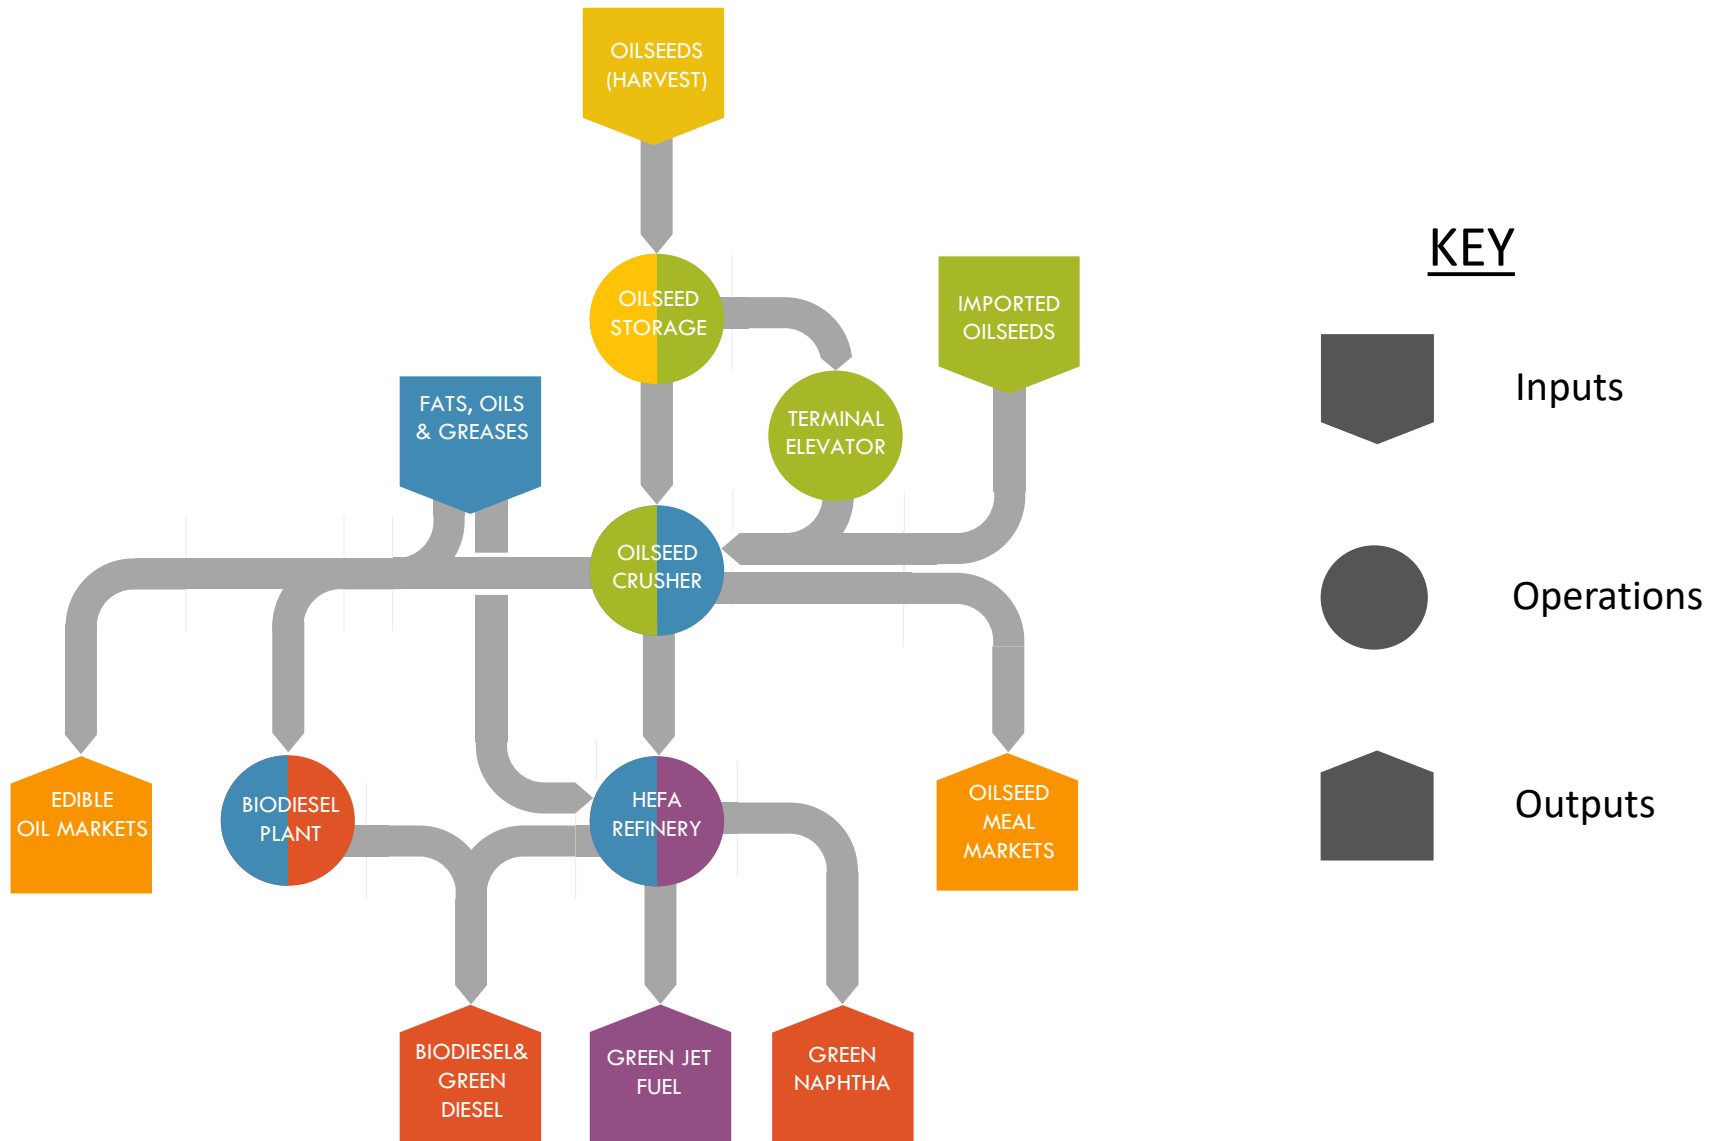 OILSEEDS
(HARVEST)
KEY
OILSEED
STORAGE
IMPORTED
OILSEEDS
Inputs
FATS, OILS
& GREASES
TERMINAL
ELEVATOR
OILSEED
CRUSHER
Operations
EDIBLE
OIL MARKETS
BIODIESEL
PLANT
HEFA
REFINERY
OILSEED
MEAL
MARKETS
Outputs
BIODIESEL&
GREEN
DIESEL
GREEN JET
FUEL
GREEN
NAPHTHA